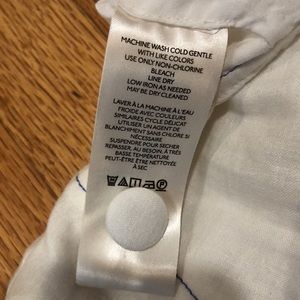 MACHINE WASH COLD GENTLE
WITH LIKE COLORS
USE ONLY NON-CHLORINE
BLEACH
LINE DRY
LOW IRON AS NEEDED
MAY BE DRY CLEANED
LAVER À LA MACHINE À L'EAU
FROIDE AVEC COULEURS
SIMILAIRES CYCLE DÉLICAT
UTILISER UN AGENT DE
BLANCHIMENT SANS CHLORE SI
NÉCESSAIRE
SUSPENDRE POUR SÉCHER
REPASSER, AU BESOIN, À TRÈS
BASSE TEMPÉRATURE
PEUT-ÊTRE ÊTRE NETTOYÉE
À SEC